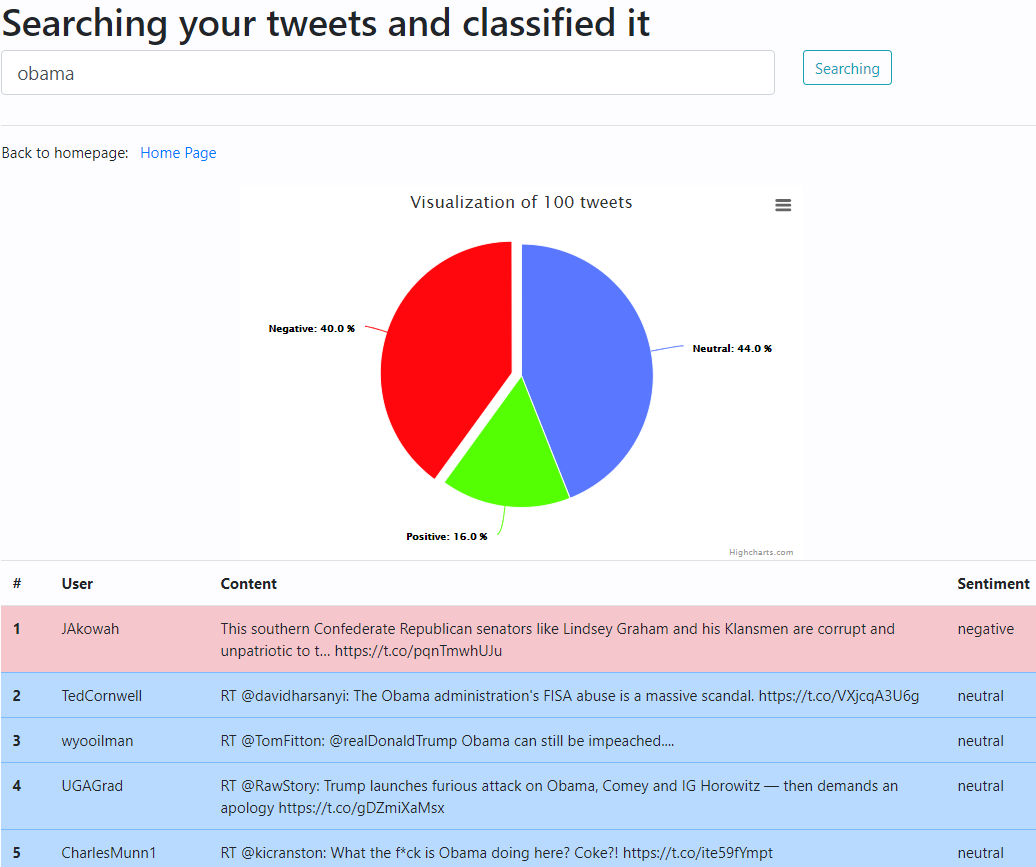 Searching your tweets and classified it
obama
Searching
Back to homepage: Home Page
Visualization of 100 tweets
Negative: 40.0 %
Neutral: 44.0 %
Positive: 16.0 %
Highcharts.com
# User Content Sentiment
1 JAkowah This southern Confederate Republican senators like Lindsey Graham and his Klansmen are corrupt and negative
unpatriotic to t... https://t.co/pqnTmwhUJu
2 TedCornwell RT @davidharsanyi: The Obama administration's FISA abuse is a massive scandal. https://t.co/VXjcqA3U6g neutral
3 wyooilman RT @TomFitton: @realDonaldTrump Obama can still be impeached.... neutral
4 UGAGrad RT @RawStory: Trump launches furious attack on Obama, Comey and IG Horowitz — then demands an neutral
apology https://t.co/gDZmiXaMsx
5 CharlesMunn1 RT @kicranston: What the f*ck is Obama doing here? Coke?! https://t.co/ite59fYmpt neutral